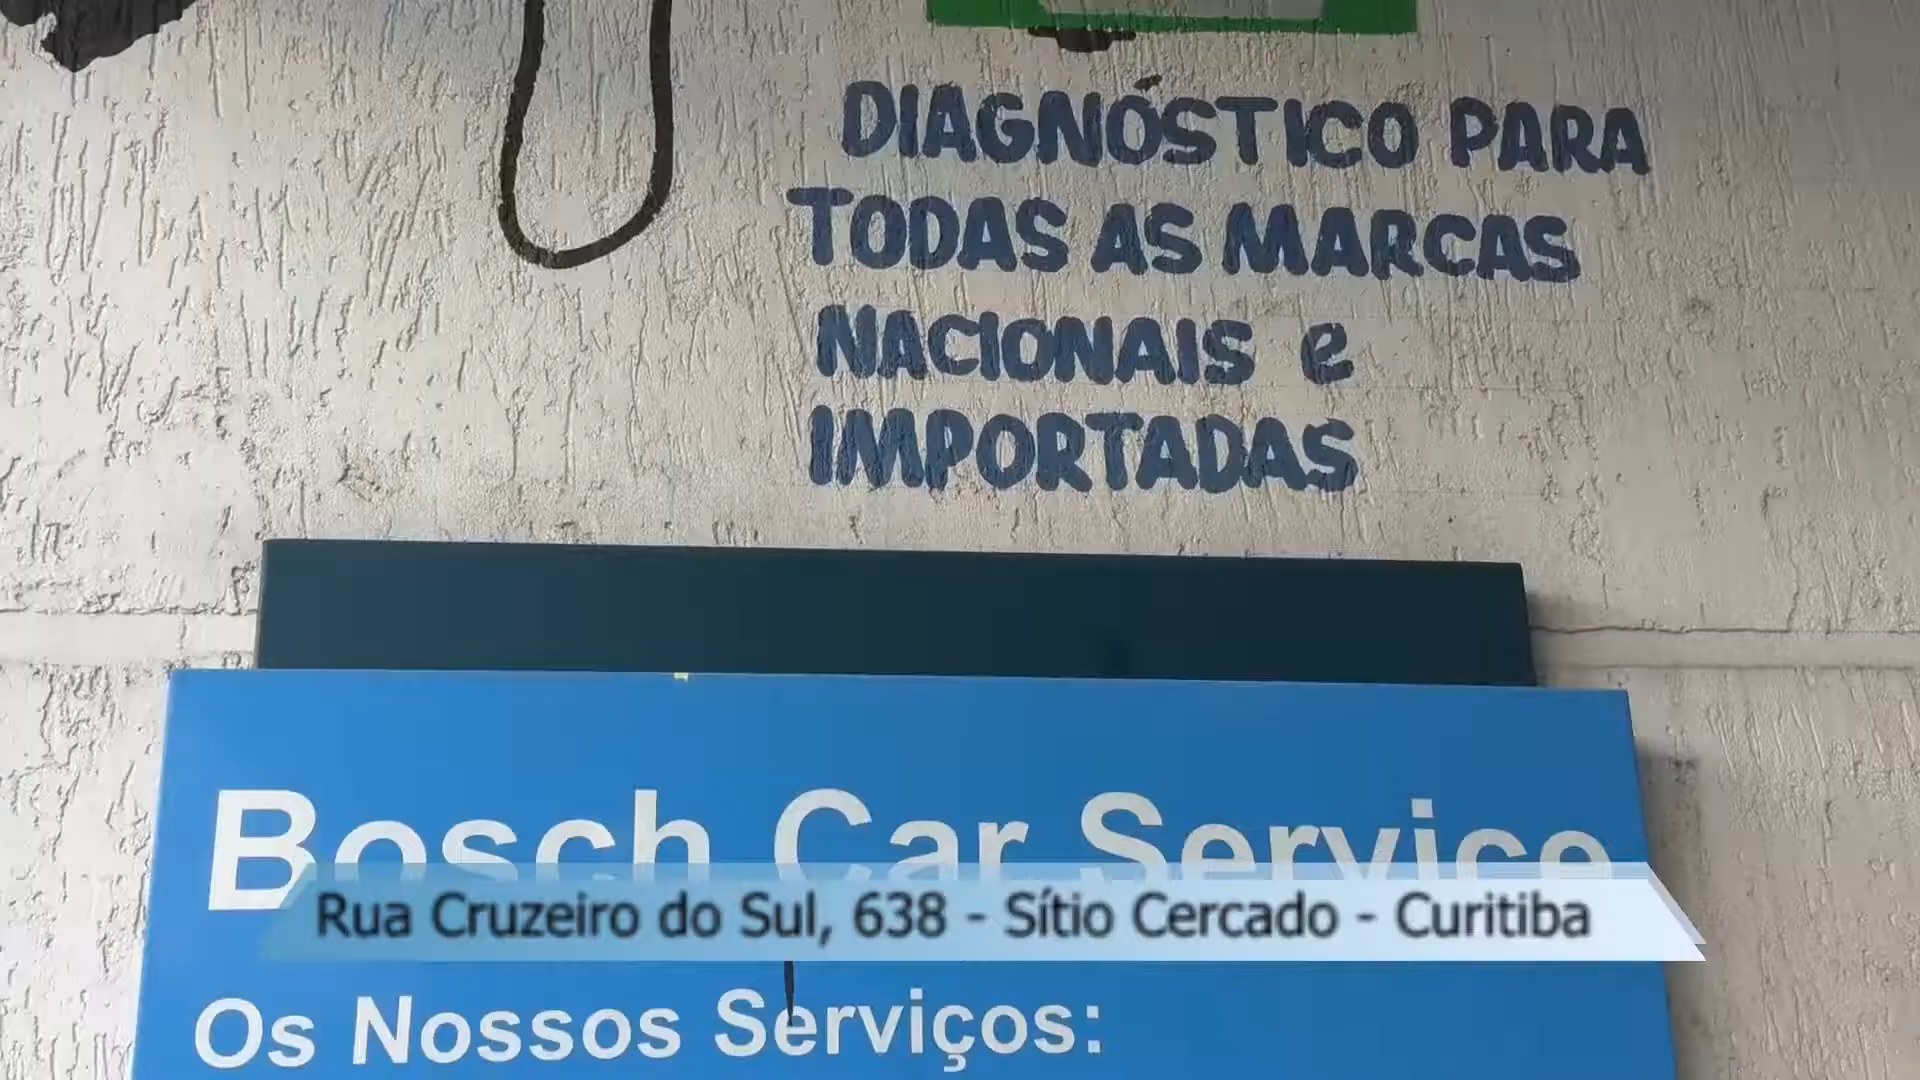 DIAGNÓSTICO PARA
TODAS AS MARCAS
NACIONAIS e
IMPORTADAS
Bosch Car Service
Rua Cruzeiro do Sul, 638 - Sítio Cercado - Curitiba
Os Nossos Serviços: